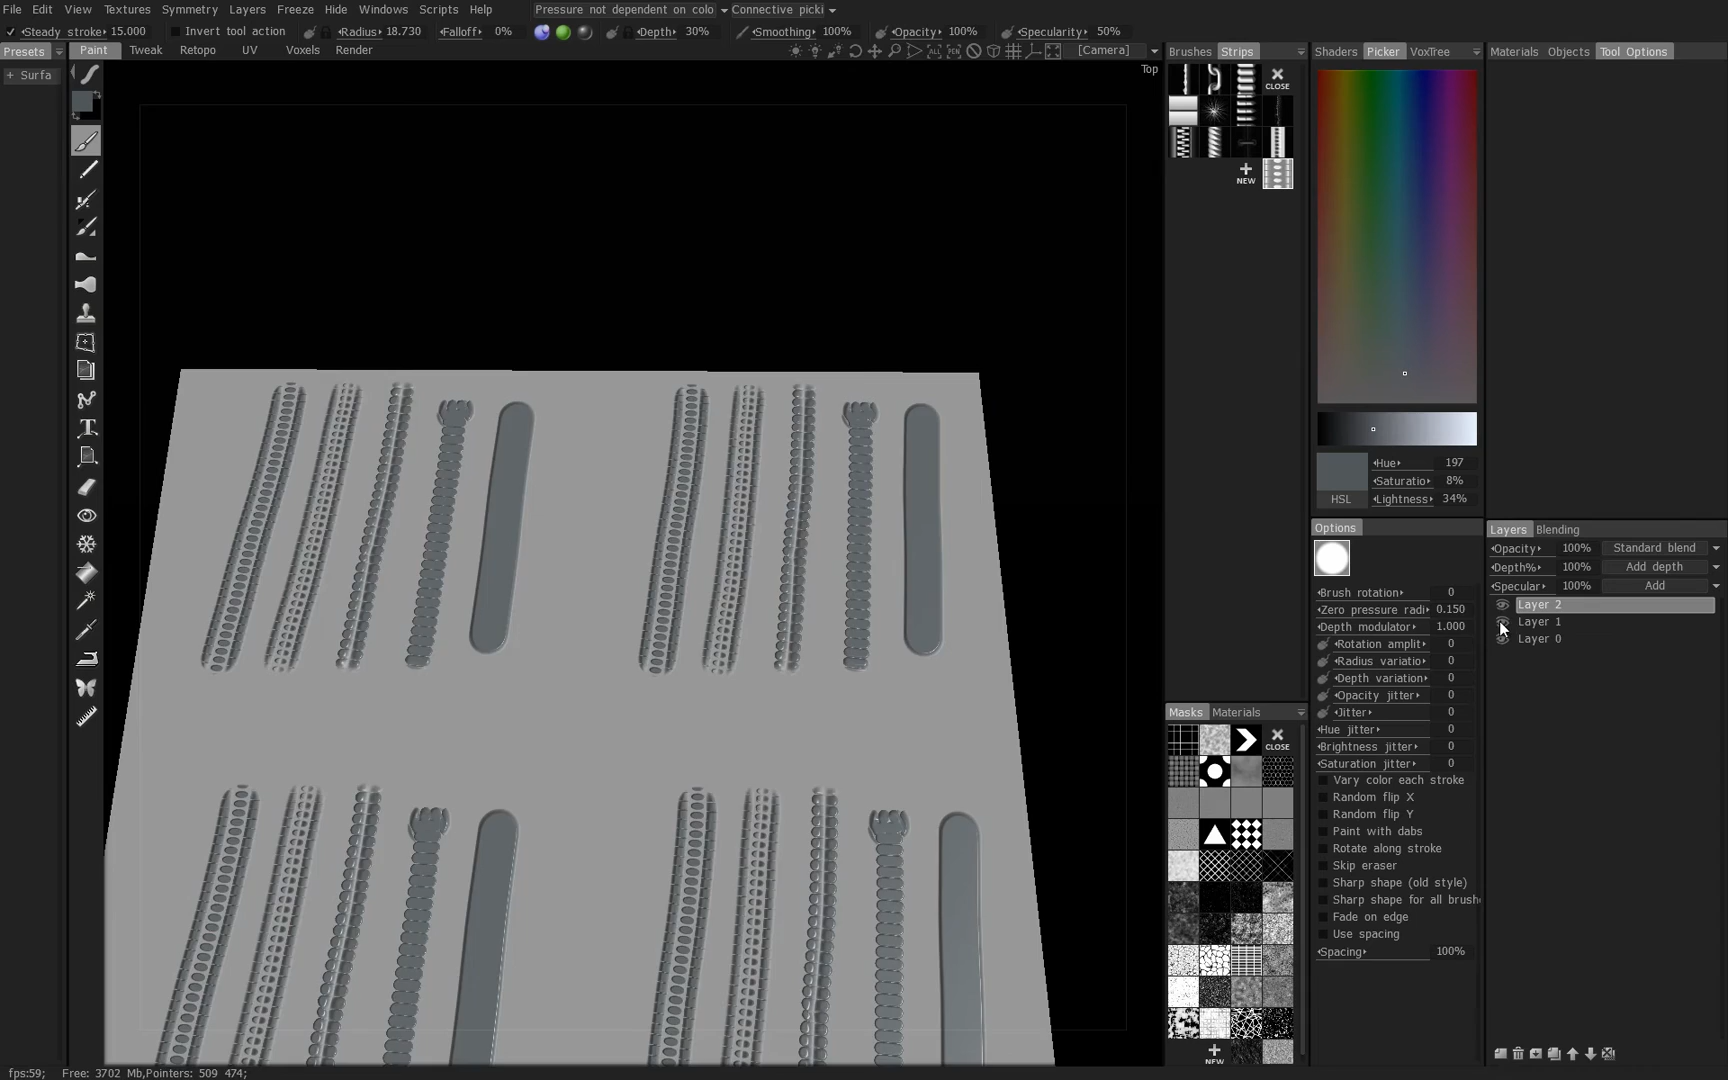 File Edit View Textures Symmetry Layers Freeze Hide Windows Scripts Help Pressure not dependent on colo Connective picki
Steady stroke 15.000 Invert tool action Radius 18.730 Falloff 0% Depth 30% Smoothing 100% Opacity 100% Specularity 50%
Presets Paint Tweak Retopo UV Voxels Render [Camera] Brushes Strips Shaders Picker VoxTree Materials Objects Tool Options
+ Surfa
Top
CLOSE
NEW
Hue 197
Saturatio 8%
HSL Lightness 34%
Options
Brush rotation 0
Zero pressure radi 0.150
Depth modulator 1.000
Rotation amplit 0
Radius variatio 0
Depth variation 0
Opacity jitter 0
Jitter 0
Hue jitter 0
Brightness jitter 0
Saturation jitter 0
Vary color each stroke
Random flip X
Random flip Y
Paint with dabs
Rotate along stroke
Skip eraser
Sharp shape (old style)
Sharp shape for all brush
Fade on edge
Use spacing
Spacing 100%
Layers Blending
Opacity 100% Standard blend
Depth% 100% Add depth
Specular 100% Add
Layer 2
Layer 1
Layer 0
Masks Materials
CLOSE
NEW
fps:59; Free: 3702 Mb,Pointers: 509 474;